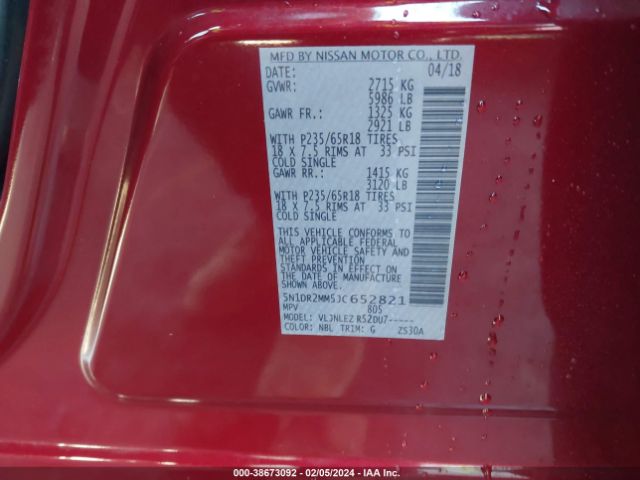 MFD BY NISSAN MOTOR CO., LTD.
DATE: 04/18
GVWR: 2715 KG
5986 LB
GAWR FR.: 1325 KG
2921 LB
WITH P235/65R18 TIRES
18 X 7.5 RIMS AT 33 PSI
COLD SINGLE
GAWR RR.: 1415 KG
3120 LB
WITH P235/65R18 TIRES
18 X 7.5 RIMS AT 33 PSI
COLD SINGLE
THIS VEHICLE CONFORMS TO
ALL APPLICABLE FEDERAL
MOTOR VEHICLE SAFETY AND
THEFT PREVENTION
STANDARDS IN EFFECT ON
THE DATE OF MANUFACTURE
SHOWN ABOVE.
5N1DR2MM5JC652821
MPV 805
MODEL: VLJNLEZ R52DU7-----
COLOR: NBL TRIM: G ZS30A
000-38673092 - 02/05/2024 - IAA Inc.